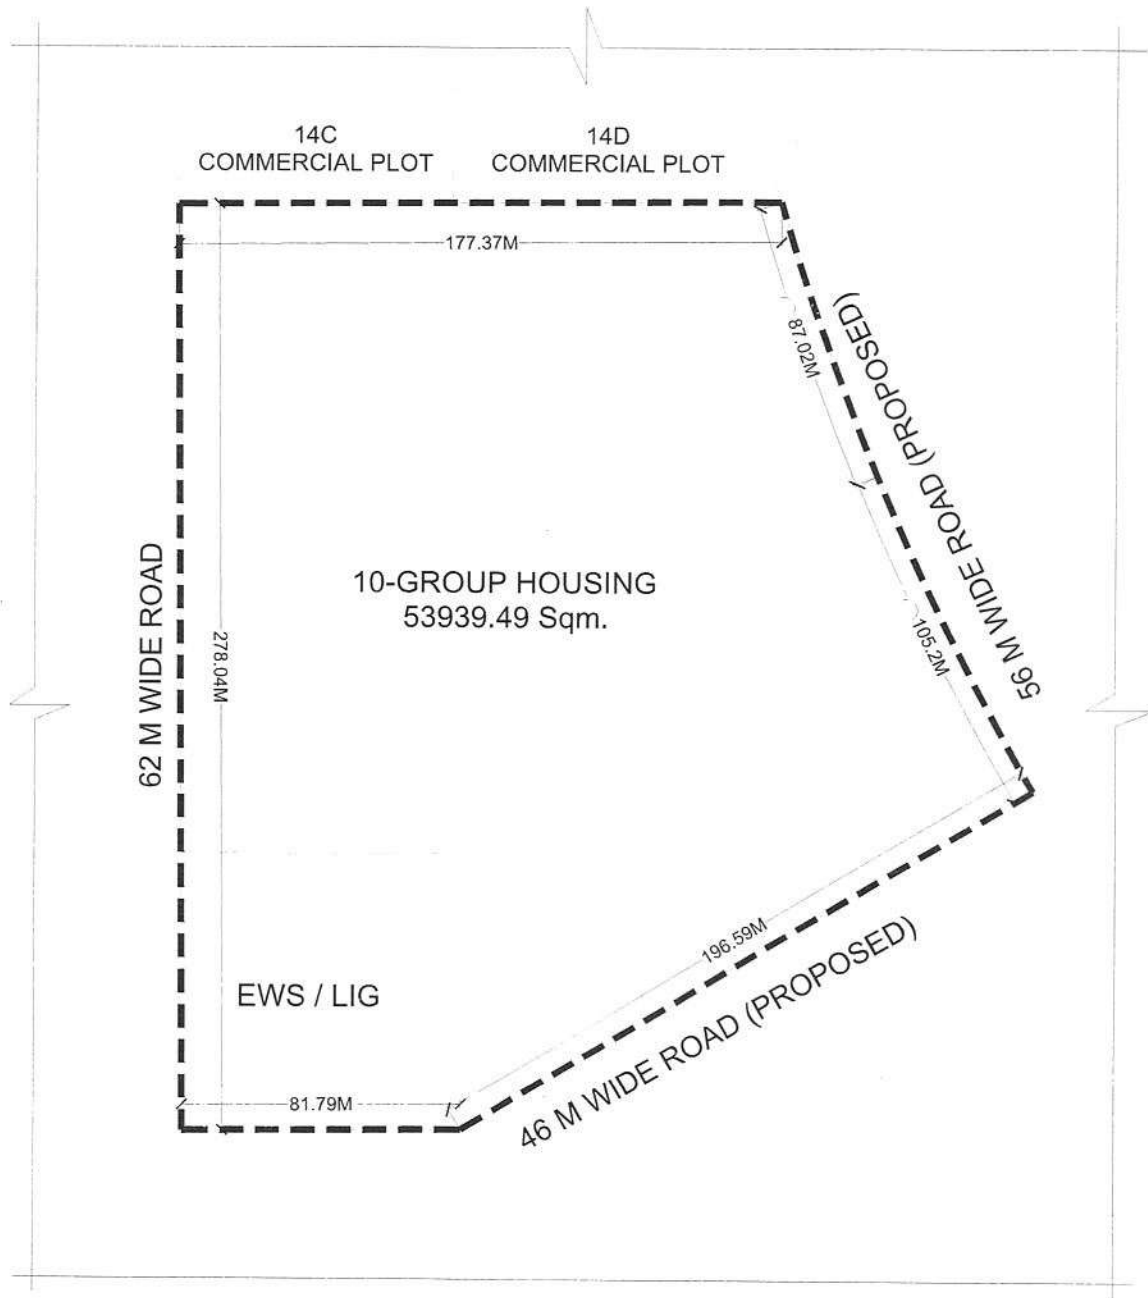 14C
COMMERCIAL PLOT
14D
COMMERCIAL PLOT
177.37M
87.02M
56 M WIDE ROAD (PROPOSED)
62 M WIDE ROAD
278.04M
10-GROUP HOUSING
53939.49 Sqm.
105.2M
196.59M
46 M WIDE ROAD (PROPOSED)
EWS / LIG
81.79M